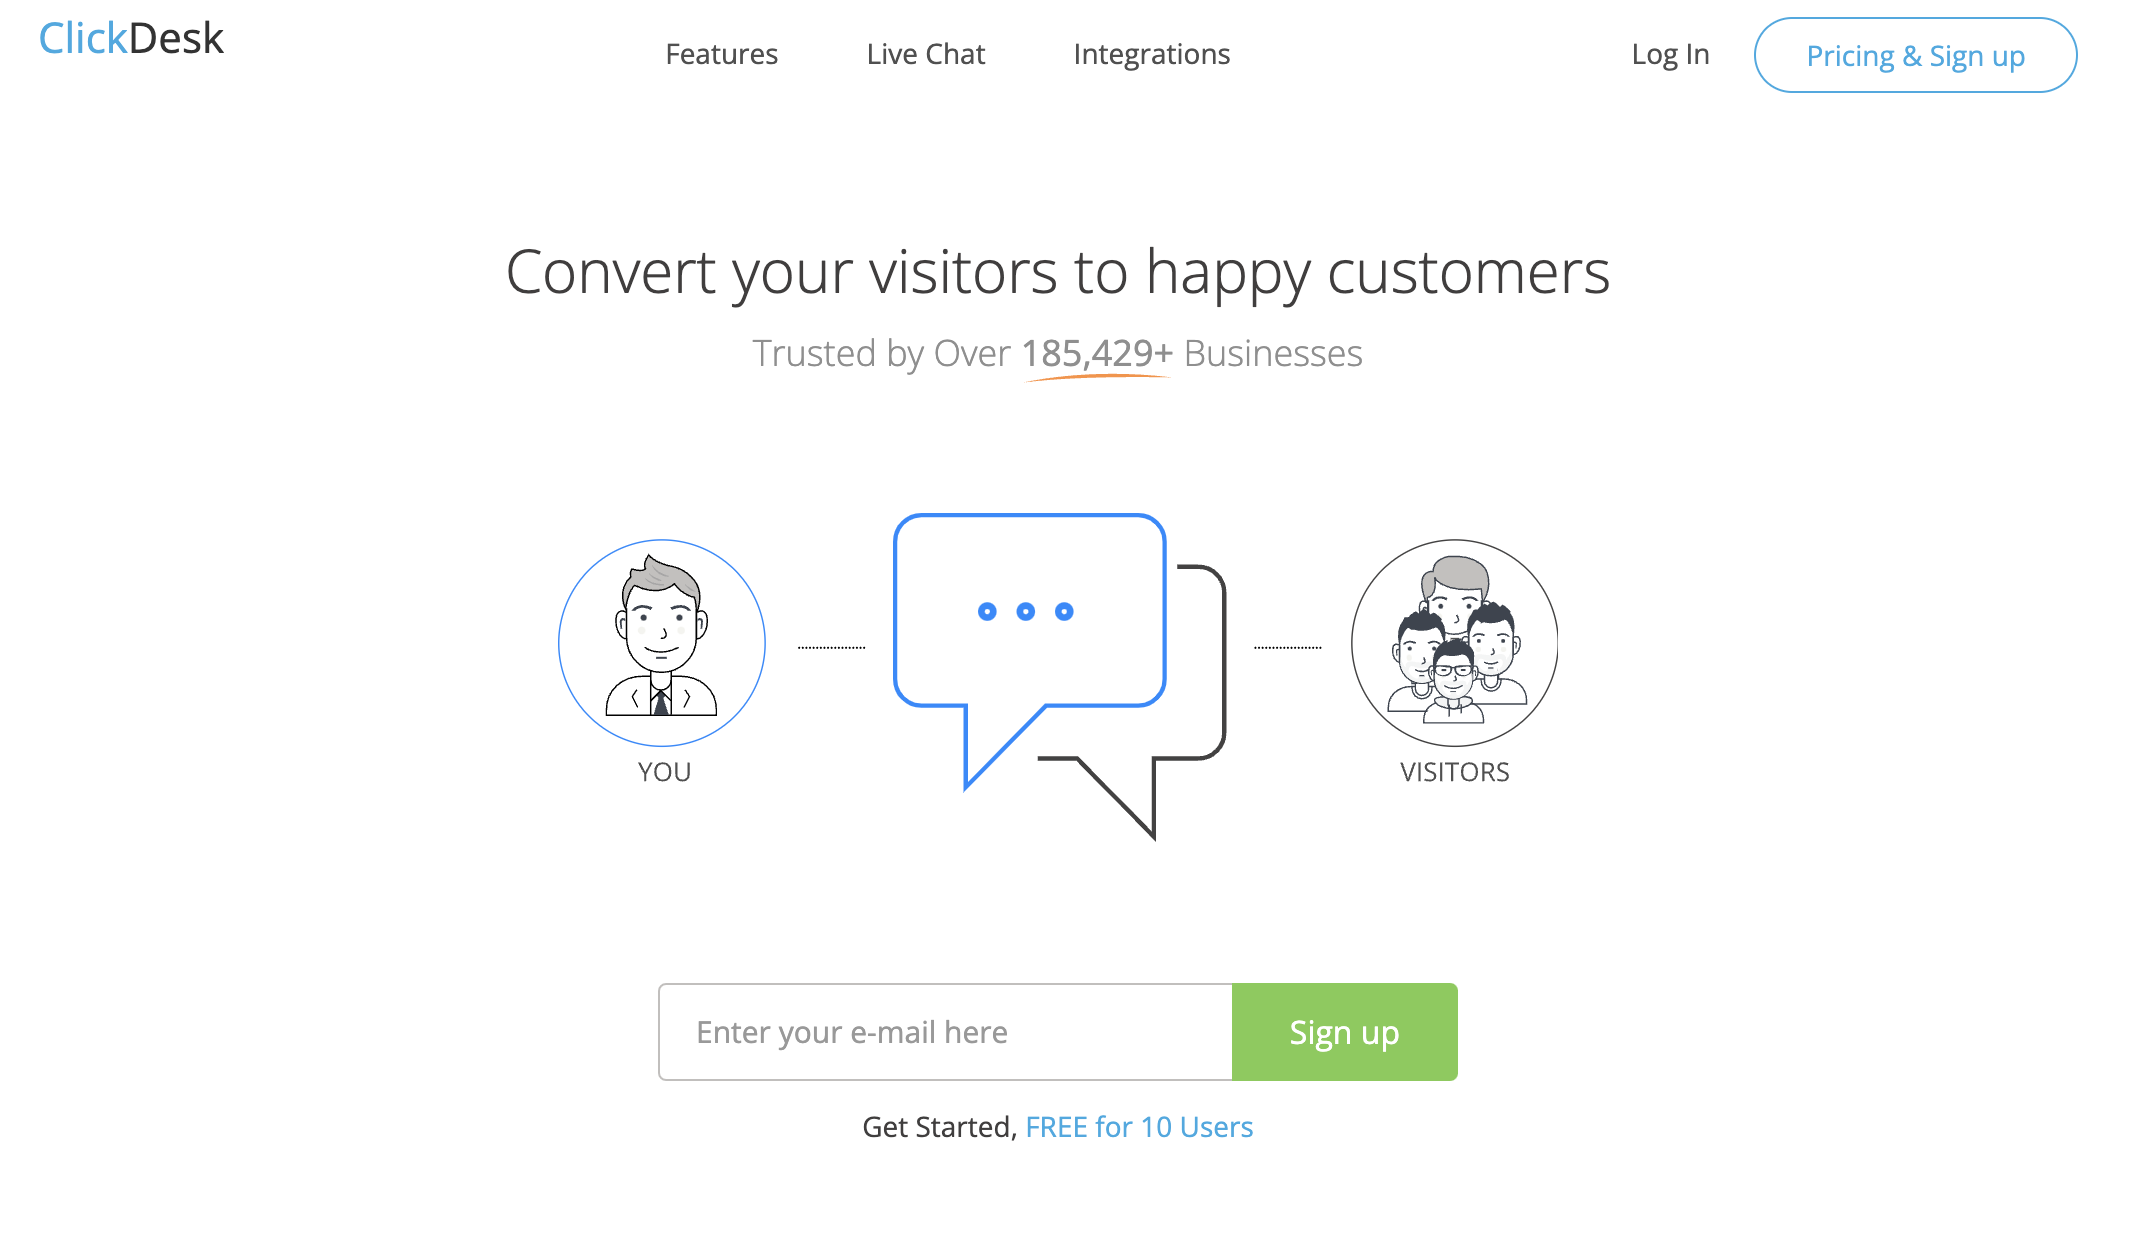 ClickDesk
Features
Live Chat
Integrations
Log In
Pricing & Sign up
Convert your visitors to happy customers
Trusted by Over 185,429+ Businesses
YOU
VISITORS
Enter your e-mail here
Sign up
Get Started, FREE for 10 Users